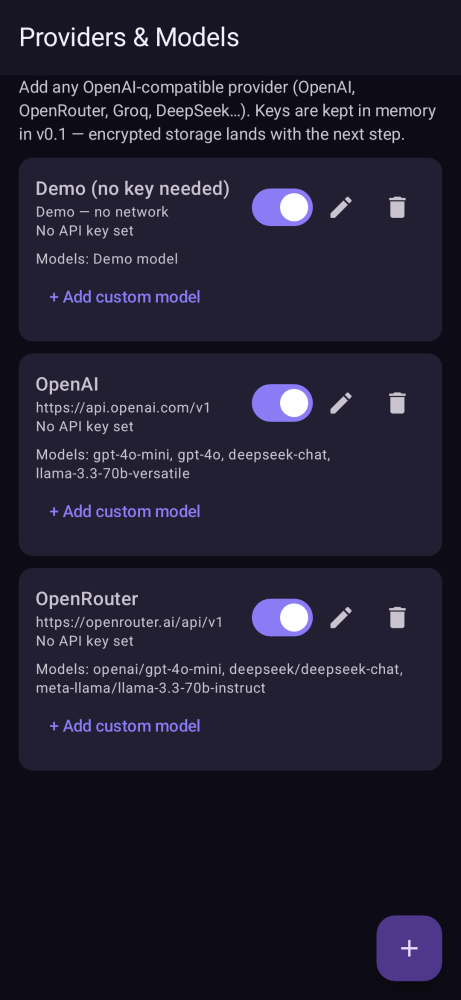 Providers & Models
Add any OpenAI-compatible provider (OpenAI,
OpenRouter, Groq, DeepSeek…). Keys are kept in memory
in v0.1 — encrypted storage lands with the next step.
Demo (no key needed)
Demo — no network
No API key set
Models: Demo model
+ Add custom model
OpenAI
https://api.openai.com/v1
No API key set
Models: gpt-4o-mini, gpt-4o, deepseek-chat,
llama-3.3-70b-versatile
+ Add custom model
OpenRouter
https://openrouter.ai/api/v1
No API key set
Models: openai/gpt-4o-mini, deepseek/deepseek-chat,
meta-llama/llama-3.3-70b-instruct
+ Add custom model